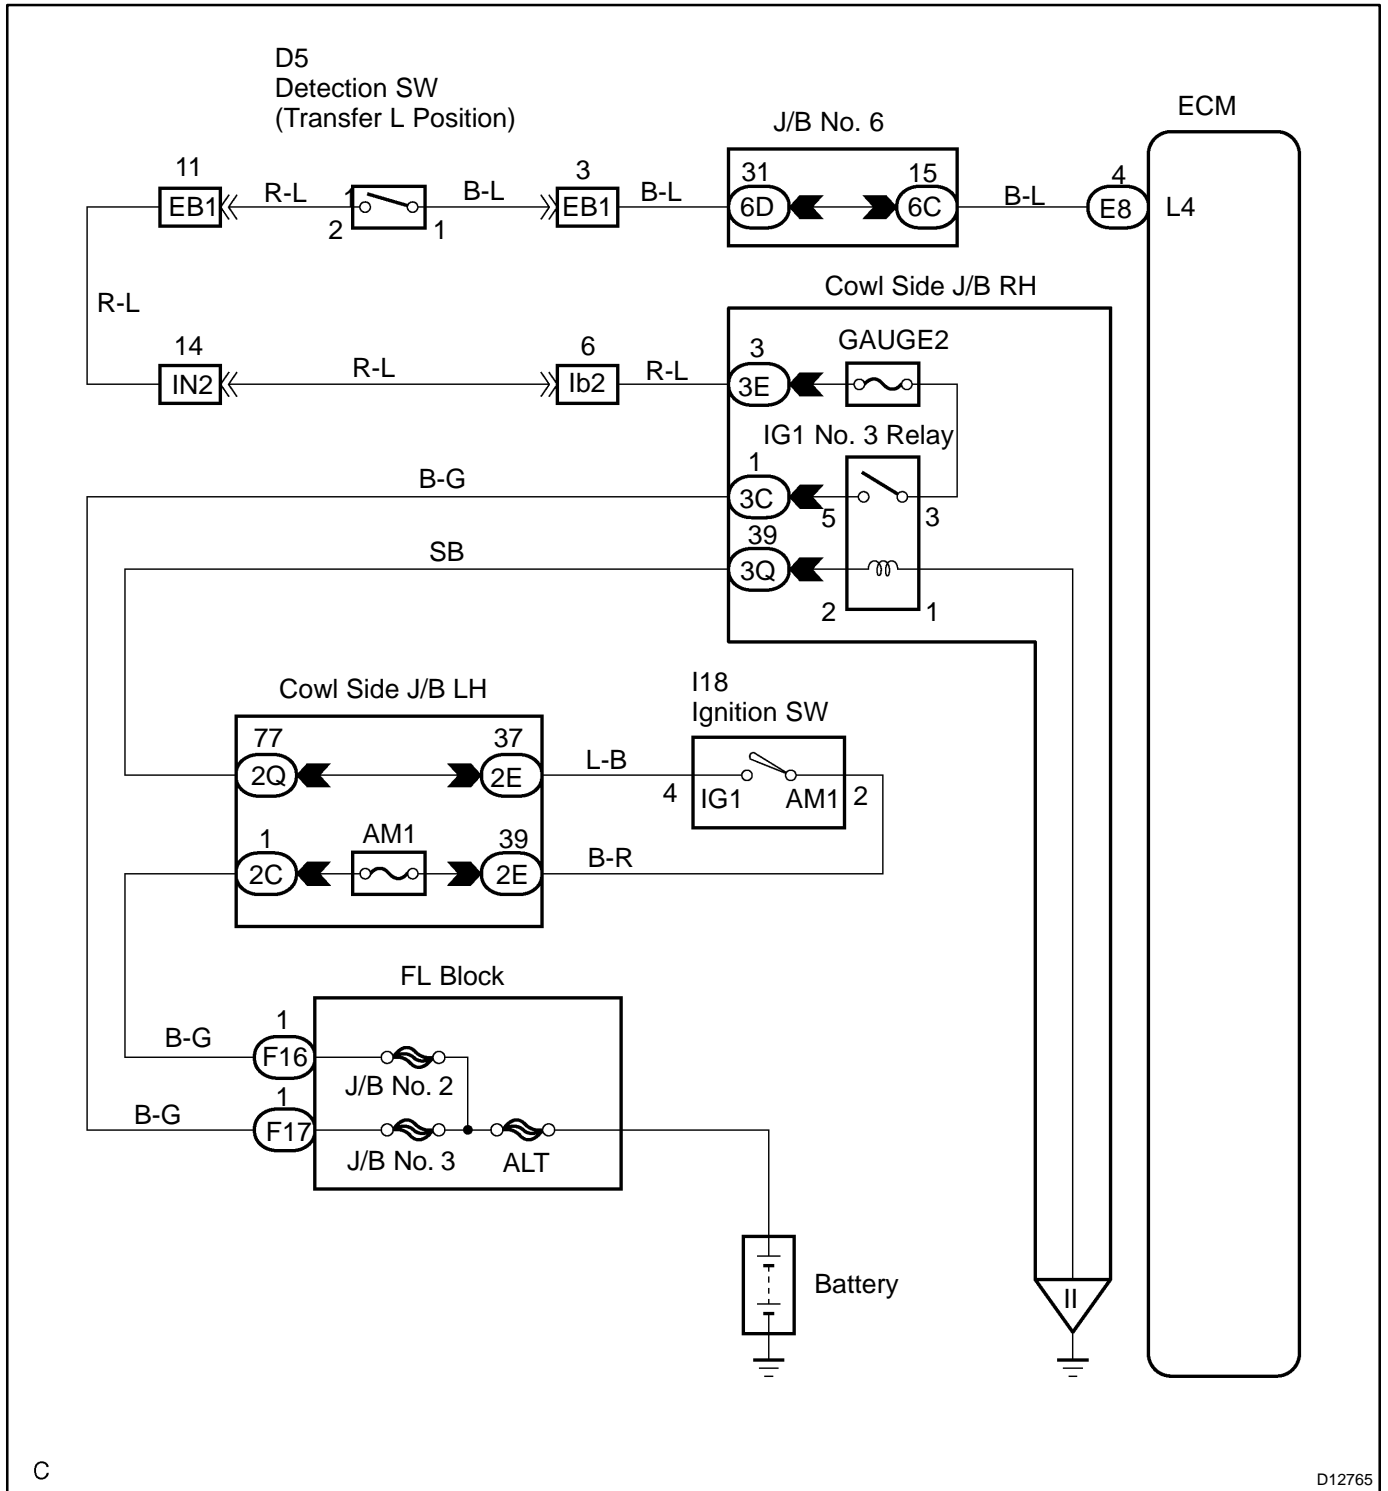 D5
Detection SW
(Transfer L Position)
J/B No. 6
ECM
11
3
31
15
4
EB1
R-L
1
2
1
B-L
EB1
B-L
6D
6C
B-L
E8
L4
R-L
Cowl Side J/B RH
14
6
3
GAUGE2
IN2
R-L
Ib2
R-L
3E
IG1 No. 3 Relay
B-G
1
3C
5
3
SB
39
3Q
2
1
Cowl Side J/B LH
I18
Ignition SW
77
37
2Q
2E
L-B
4
IG1
AM1
2
1
AM1
39
2C
2E
B-R
FL Block
B-G
1
F16
J/B No. 2
B-G
1
F17
J/B No. 3
ALT
Battery
II
C
D12765